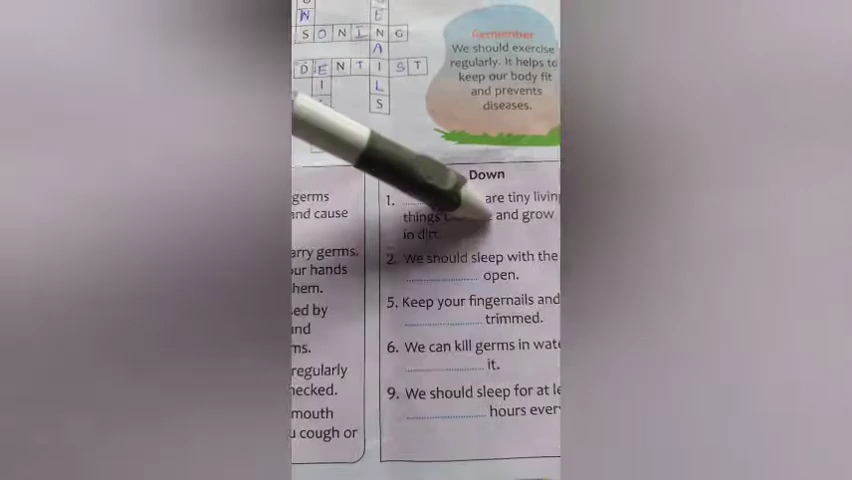 N E
S O N I N G
A
D E N T I S T
I L
S
Remember
We should exercise
regularly. It helps to
keep our body fit
and prevents
diseases.
germs
and cause
arry germs.
our hands
hem.
ed by
and
ms.
regularly
hecked.
mouth
u cough or
Down
1. are tiny living
things and grow
in dirt.
2. We should sleep with the
open.
5. Keep your fingernails and
trimmed.
6. We can kill germs in wate
it.
9. We should sleep for at le
hours ever